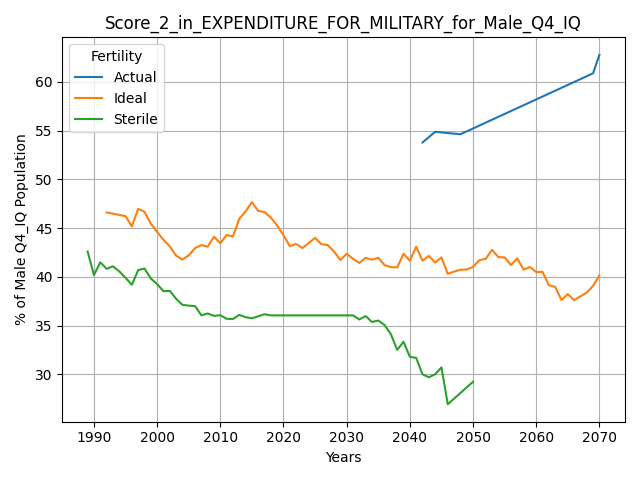 Score_2_in_EXPENDITURE_FOR_MILITARY_for_Male_Q4_IQ
Fertility
Actual
Ideal
Sterile
% of Male Q4_IQ Population
60
55
50
45
40
35
30
1990 2000 2010 2020 2030 2040 2050 2060 2070
Years